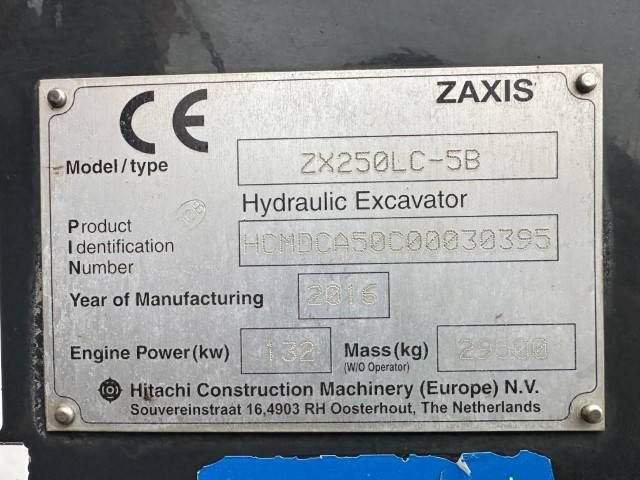 CE ZAXIS
Model/type ZX250LC-5B
Hydraulic Excavator
Product
Identification HCMDCA50C00030395
Number
Year of Manufacturing 2016
Engine Power(kw) 132 Mass(kg)
(W/O Operator)
Hitachi Construction Machinery (Europe) N.V.
Souvereinstraat 16,4903 RH Oosterhout, The Netherlands